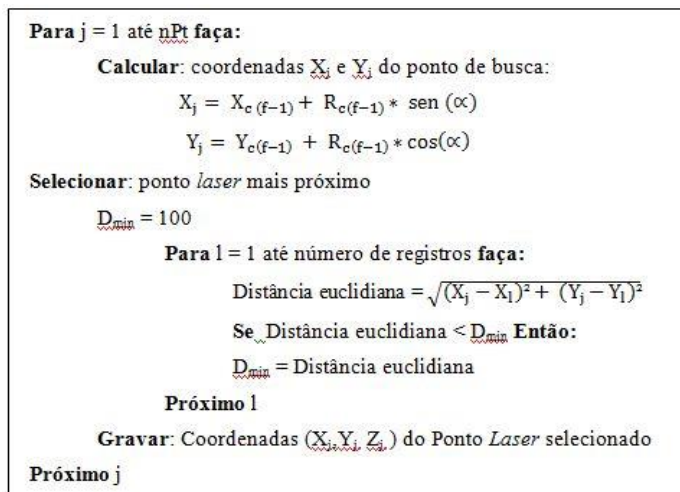 Para j = 1 até nPt faça:
Calcular: coordenadas Xj e Yj do ponto de busca:
Xj = Xc (f−1) + Rc(f−1) * sen (∝)
Yj = Yc(f−1) + Rc(f−1) * cos(∝)
Selecionar: ponto laser mais próximo
Dmin = 100
Para l = 1 até número de registros faça:
Distância euclidiana = √(Xj − Xl)² + (Yj − Yl)²
Se Distância euclidiana < Dmin Então:
Dmin = Distância euclidiana
Próximo l
Gravar: Coordenadas (Xj,Yj, Zj,) do Ponto Laser selecionado
Próximo j